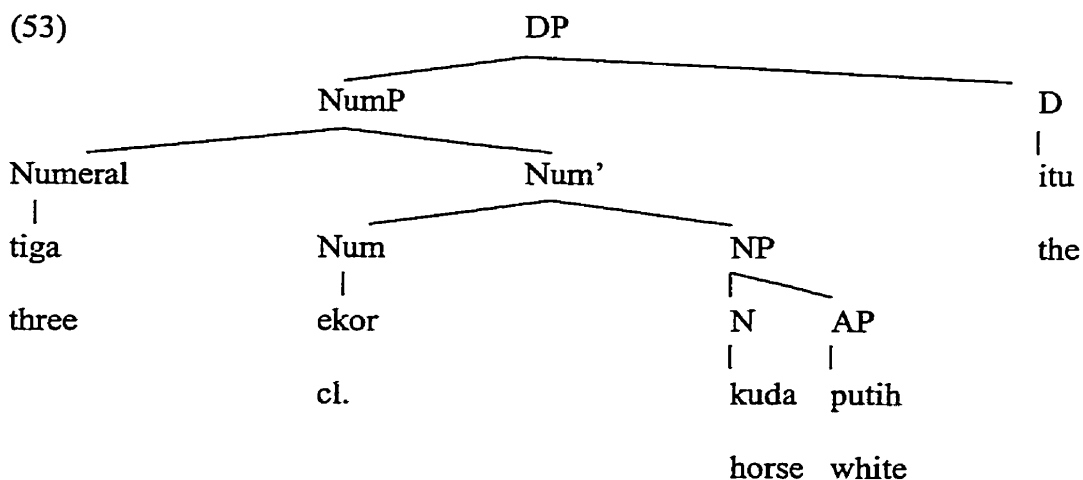 (53) DP
NumP D
Numeral Num’ itu
tiga Num NP the
three ekor N AP
cl. kuda putih
horse white